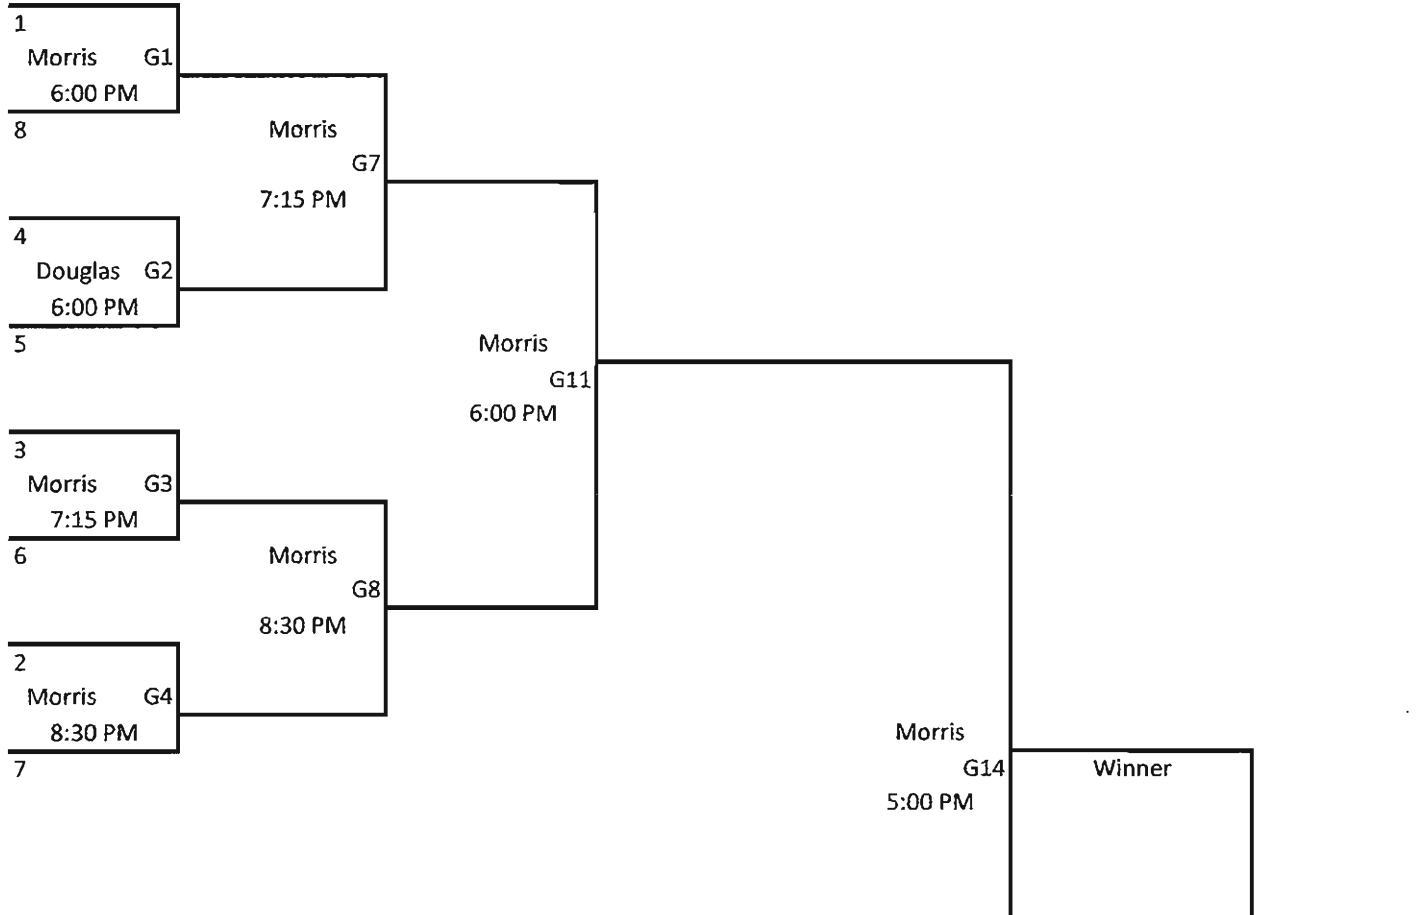 1
Morris G1
6:00 PM
8
Morris
G7
7:15 PM
4
Douglas G2
6:00 PM
5
Morris
G11
6:00 PM
3
Morris G3
7:15 PM
6
Morris
G8
8:30 PM
2
Morris G4
8:30 PM
7
Morris
G14
5:00 PM
Winner